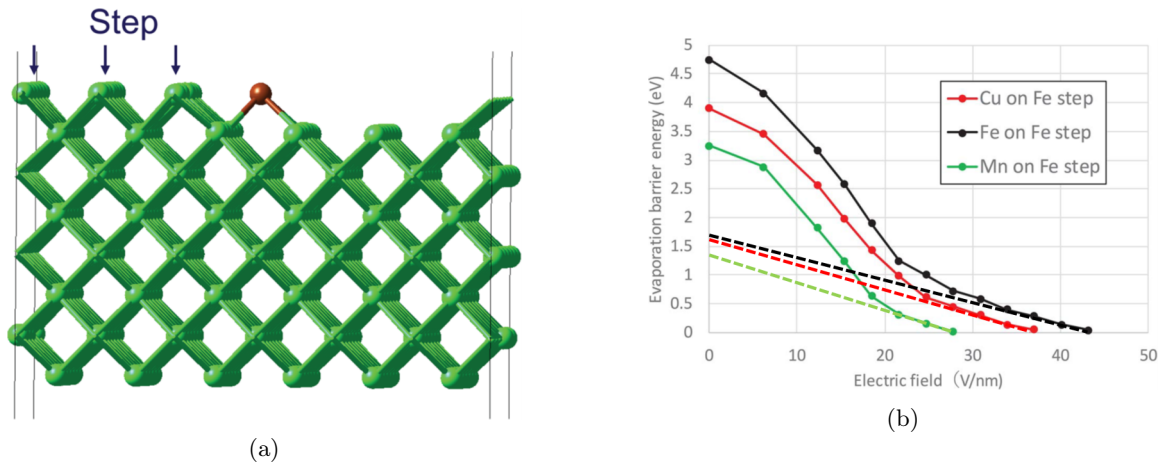 Step
(a)
Evaporation barrier energy (eV)
5
4.5
4
3.5
3
2.5
2
1.5
1
0.5
0
Cu on Fe step
Fe on Fe step
Mn on Fe step
0 10 20 30 40 50
Electric field（V/nm)
(b)